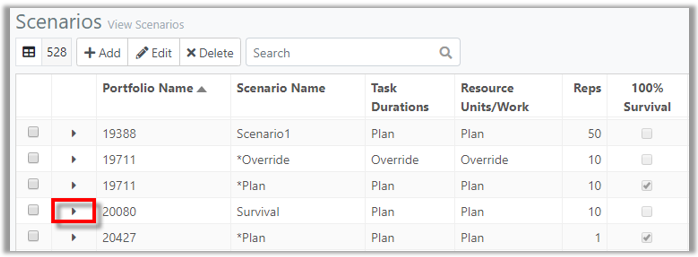 Scenarios View Scenarios
528 Add Edit Delete Search
Portfolio Name Scenario Name Task Durations Resource Units/Work Reps 100% Survival
19388 Scenario1 Plan Plan 50
19711 *Override Override Override 10
19711 *Plan Plan Plan 10
20080 Survival Plan Plan 10
20427 *Plan Plan Plan 1